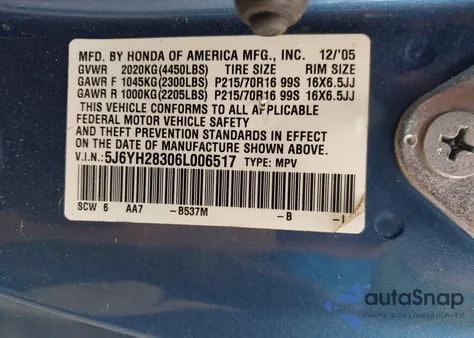 MFD. BY HONDA OF AMERICA MFG., INC. 12/'05
GVWR 2020KG(4450LBS) TIRE SIZE RIM SIZE
GAWR F 1045KG(2300LBS) P215/70R16 99S 16X6.5JJ
GAWR R 1000KG(2205LBS) P215/70R16 99S 16X6.5JJ
THIS VEHICLE CONFORMS TO ALL APPLICABLE
FEDERAL MOTOR VEHICLE SAFETY
AND THEFT PREVENTION STANDARDS IN EFFECT
ON THE DATE OF MANUFACTURE SHOWN ABOVE.
V.I.N.: 5J6YH28306L006517 TYPE: MPV
SCW 6 AA7 -B537M -B -I
autoSnap